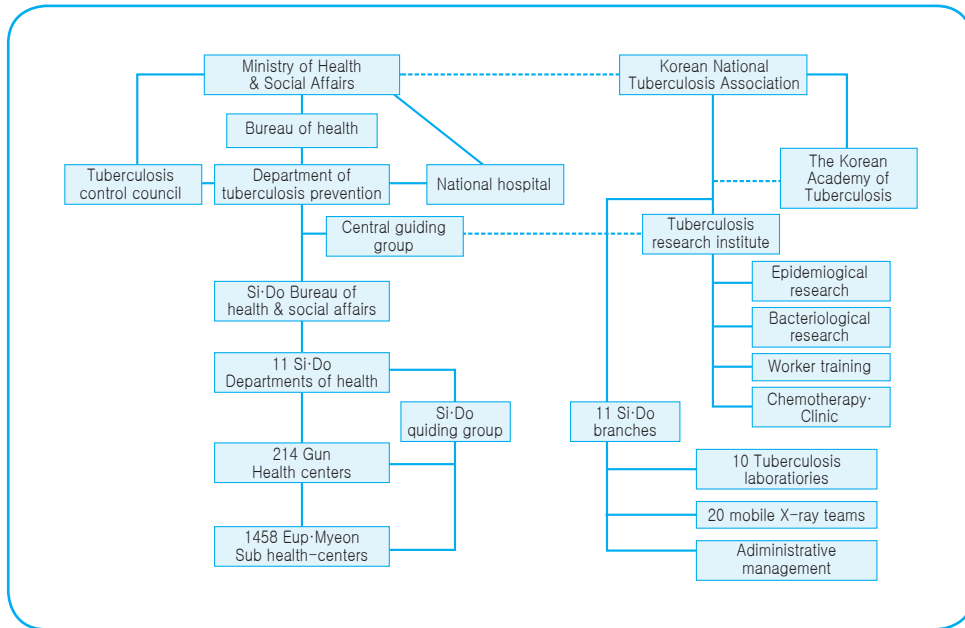 Ministry of Health
& Social Affairs
Korean National
Tuberculosis Association
Bureau of health
Tuberculosis
control council
Department of
tuberculosis prevention
National hospital
The Korean
Academy of
Tuberculosis
Central guiding
group
Tuberculosis
research institute
Si·Do Bureau of
health & social affairs
Epidemiogical
research
Bacteriological
research
11 Si·Do
Departments of health
Worker training
Chemotherapy·
Clinic
Si·Do
quiding group
11 Si·Do
branches
214 Gun
Health centers
10 Tuberculosis
laboratiories
20 mobile X-ray teams
1458 Eup·Myeon
Sub health-centers
Adiministrative
management